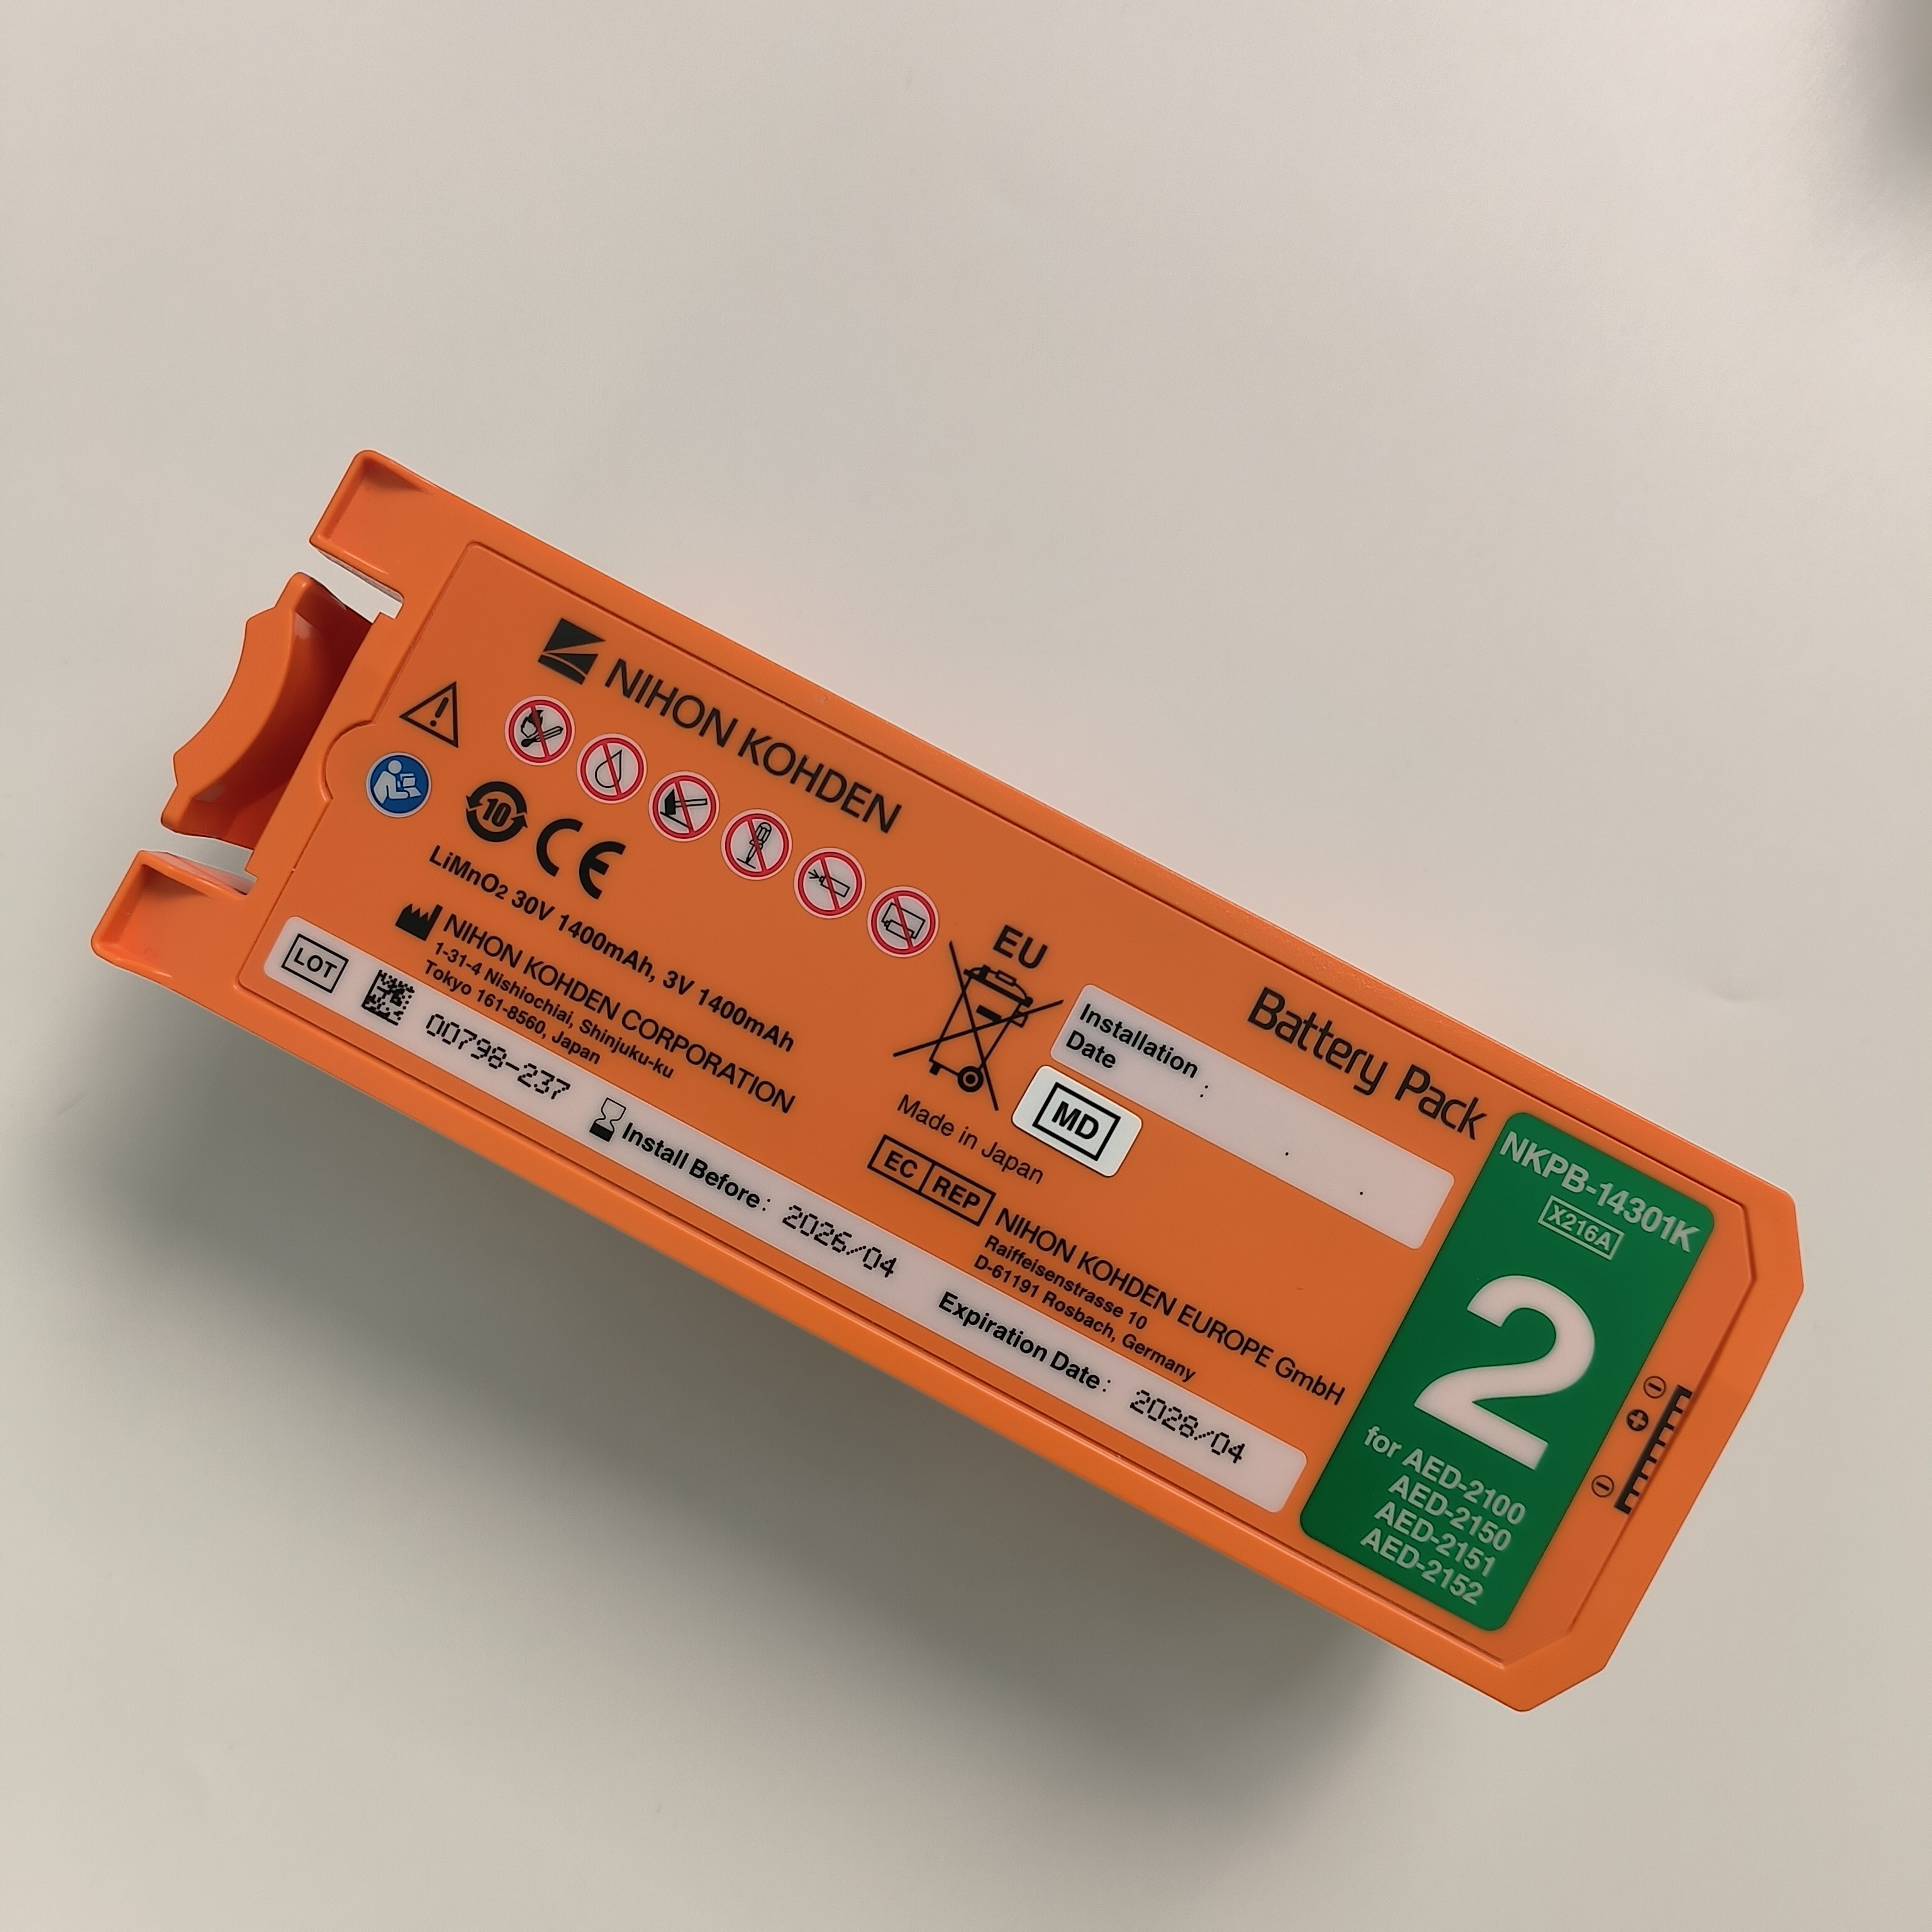 NIHON KOHDEN
10
CE
LiMnO2 30V 1400mAh, 3V 1400mAh
NIHON KOHDEN CORPORATION
1-31-4 Nishiochiai, Shinjuku-ku
Tokyo 161-8560, Japan
LOT
00798-237
Install Before: 2026/04
Expiration Date: 2028/04
EU
Made in Japan
MD
EC REP
NIHON KOHDEN EUROPE GmbH
Raiffeisenstrasse 10
D-61191 Rosbach, Germany
Battery Pack
Installation
Date :
NKPB-14301K
X216A
2
for AED-2100
AED-2150
AED-2151
AED-2152